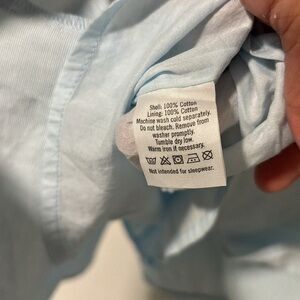 Shell: 100% Cotton
Lining: 100% Cotton
Machine wash cold separately.
Do not bleach. Remove from
washer promptly.
Tumble dry low.
Warm iron if necessary.
Not intended for sleepwear.